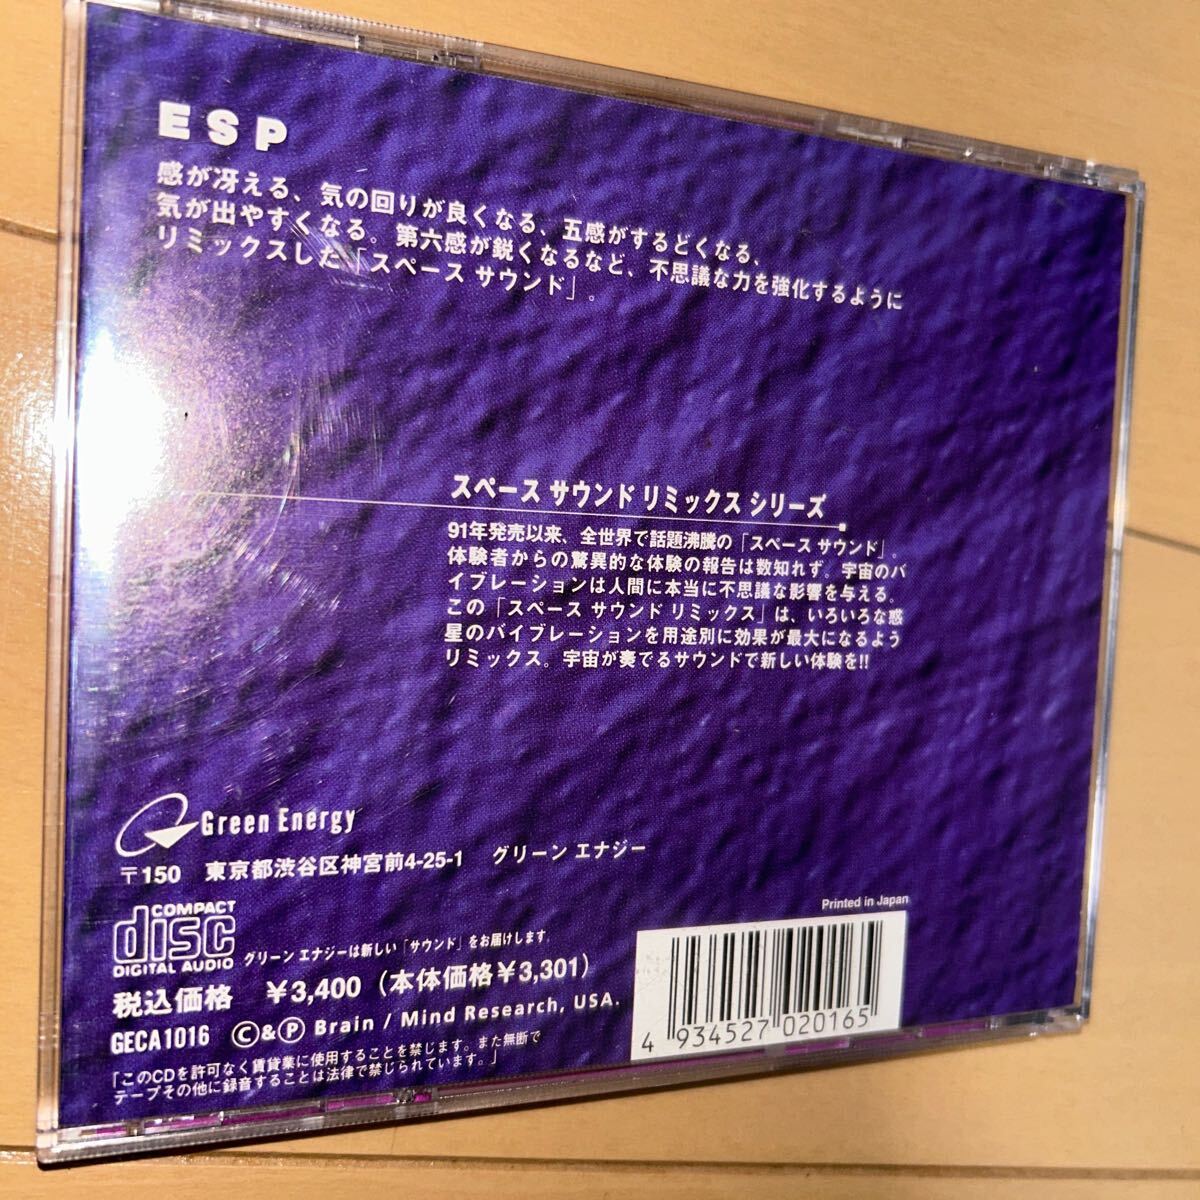 ESP
感が冴える、気の回りが良くなる、五感がするどくなる、
気が出やすくなる。第六感が鋭くなるなど、不思議な力を強化するように
リミックスした「スペース サウンド」。
スペース サウンド リミックス シリーズ
91年発売以来、全世界で話題沸騰の「スペース サウンド」。
体験者からの驚異的な体験の報告は数知れず。宇宙のバ
イブレーションは人間に本当に不思議な影響を与える。
この「スペース サウンド リミックス」は、いろいろな惑
星のバイブレーションを用途別に効果が最大になるよう
リミックス。宇宙が奏でるサウンドで新しい体験を!!
Green Energy
〒150 東京都渋谷区神宮前4-25-1 グリーン エナジー
Printed in Japan
COMPACT
disc
DIGITAL AUDIO
グリーン エナジーは新しい「サウンド」をお届けします。
税込価格 ¥3,400(本体価格¥3,301)
GECA1016 ©&Ⓟ Brain / Mind Research, USA.
「このCDを許可なく賃貸業に使用することを禁じます。また無断で
テープその他に録音することは法律で禁じられています。」
4 934527 020165